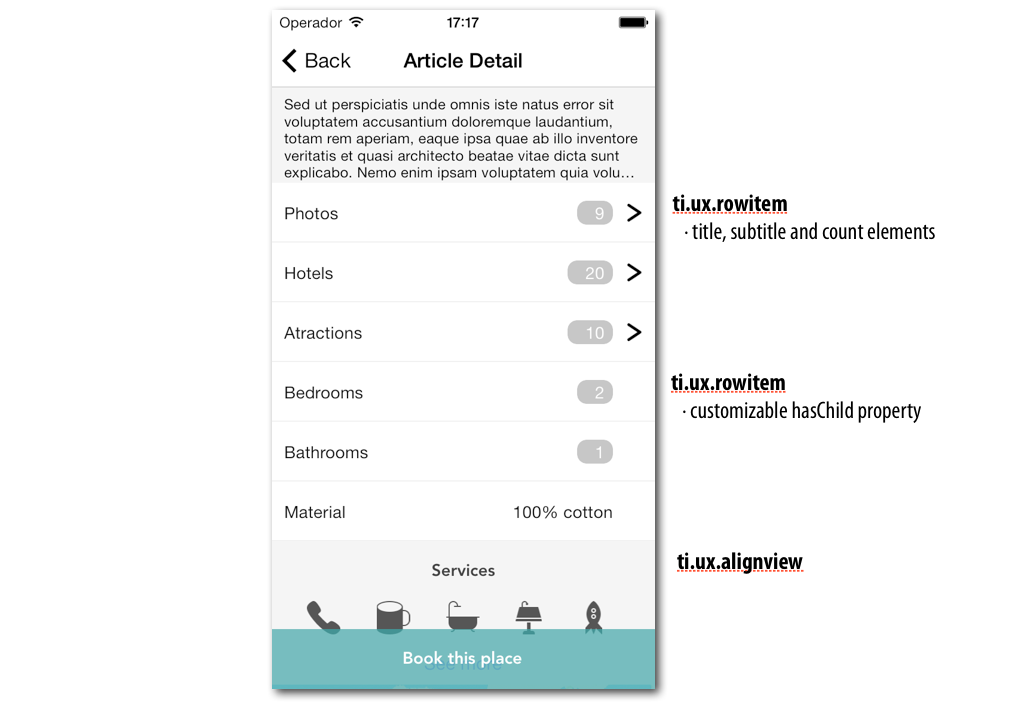 Operador 17:17
Back Article Detail
Sed ut perspiciatis unde omnis iste natus error sit
voluptatem accusantium doloremque laudantium,
totam rem aperiam, eaque ipsa quae ab illo inventore
veritatis et quasi architecto beatae vitae dicta sunt
explicabo. Nemo enim ipsam voluptatem quia volu…
Photos 9
Hotels 20
Atractions 10
Bedrooms 2
Bathrooms 1
Material 100% cotton
Services
Book this place
See more
ti.ux.rowitem
· title, subtitle and count elements
ti.ux.rowitem
· customizable hasChild property
ti.ux.alignview